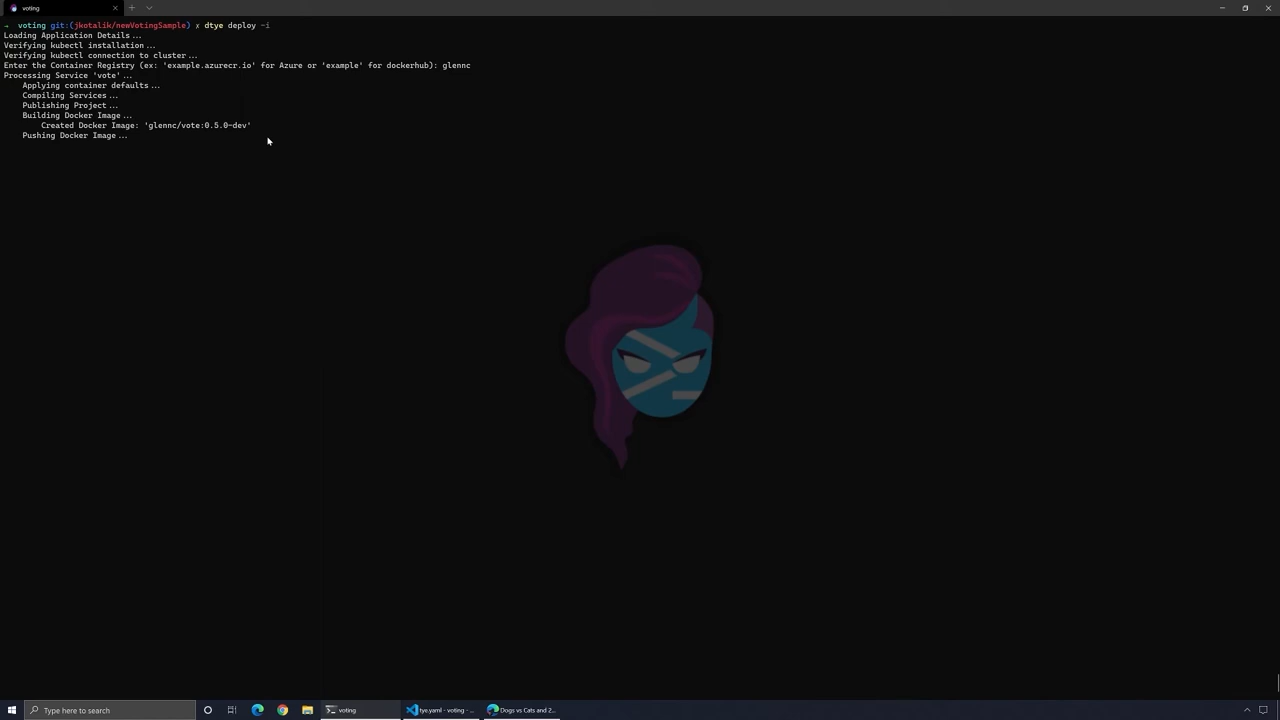 voting
→ voting git:(jkotalik/newVotingSample) x dtye deploy -i
Loading Application Details...
Verifying kubectl installation...
Verifying kubectl connection to cluster...
Enter the Container Registry (ex: 'example.azurecr.io' for Azure or 'example' for dockerhub): glennc
Processing Service 'vote'...
Applying container defaults...
Compiling Services...
Publishing Project...
Building Docker Image...
Created Docker Image: 'glennc/vote:0.5.0-dev'
Pushing Docker Image...
Type here to search
voting
tye.yaml - voting - ...
Dogs vs Cats and 2...